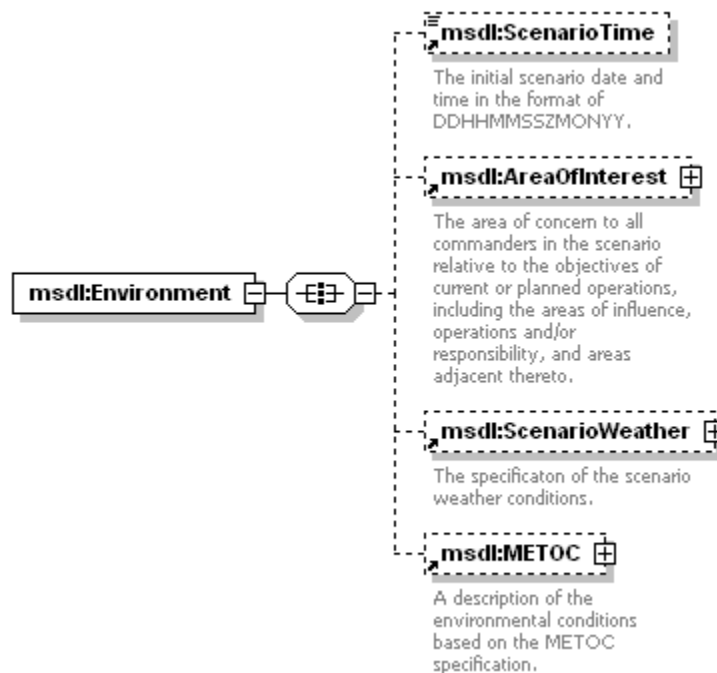 msdl:ScenarioTime
The initial scenario date and
time in the format of
DDHHMMSSZMONYY.
msdl:AreaOfInterest
The area of concern to all
commanders in the scenario
relative to the objectives of
current or planned operations,
including the areas of influence,
operations and/or
responsibility, and areas
adjacent thereto.
msdl:Environment
msdl:ScenarioWeather
The specificaton of the scenario
weather conditions.
msdl:METOC
A description of the
environmental conditions
based on the METOC
specification.